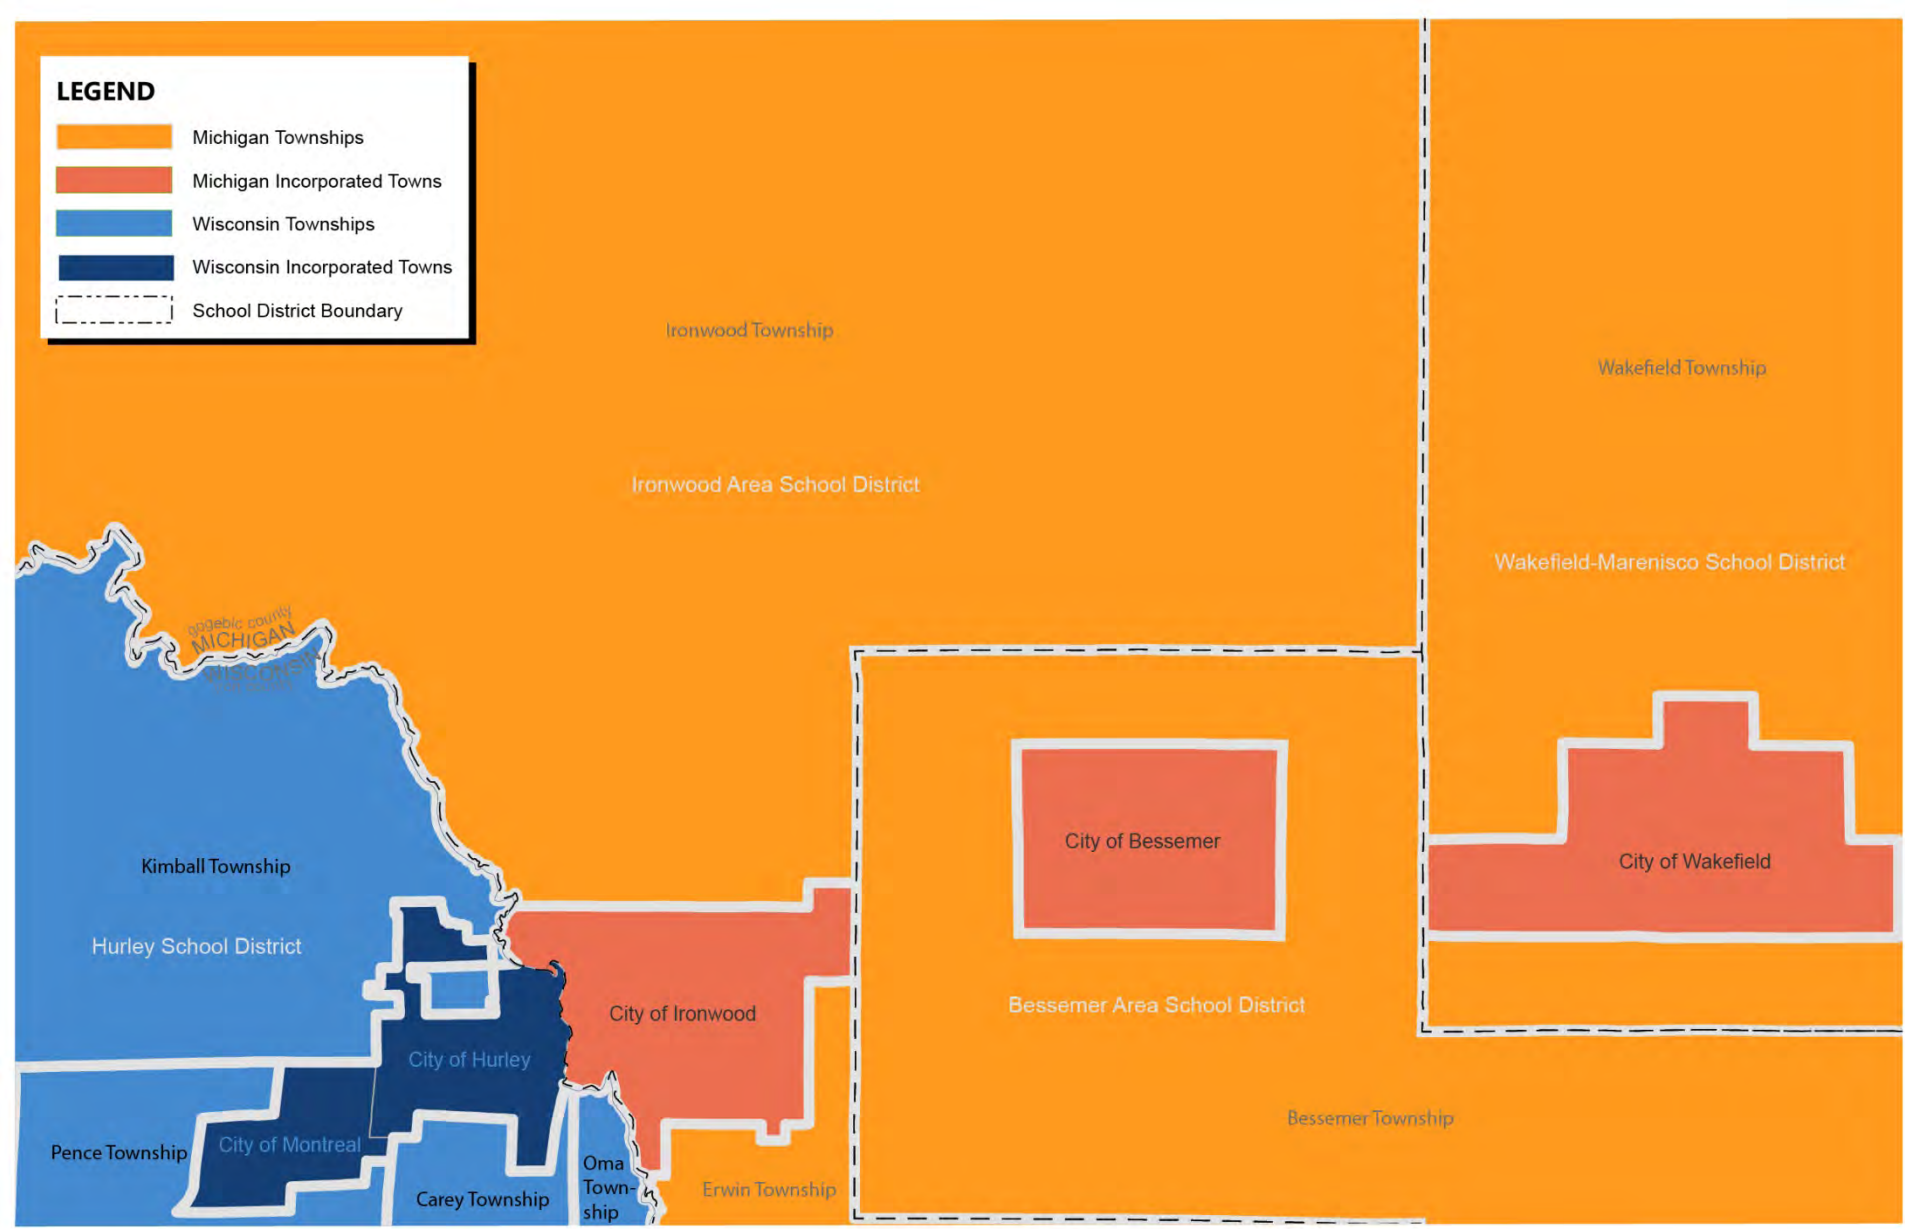 LEGEND
Michigan Townships
Michigan Incorporated Towns
Wisconsin Townships
Wisconsin Incorporated Towns
School District Boundary
Ironwood Township
Wakefield Township
Ironwood Area School District
Wakefield-Marenisco School District
gogebic county
MICHIGAN
WISCONSIN
City of Bessemer
City of Wakefield
Kimball Township
Hurley School District
Bessemer Area School District
City of Ironwood
City of Hurley
Bessemer Township
City of Montreal
Pence Township
Oma
Town-
ship
Erwin Township
Carey Township